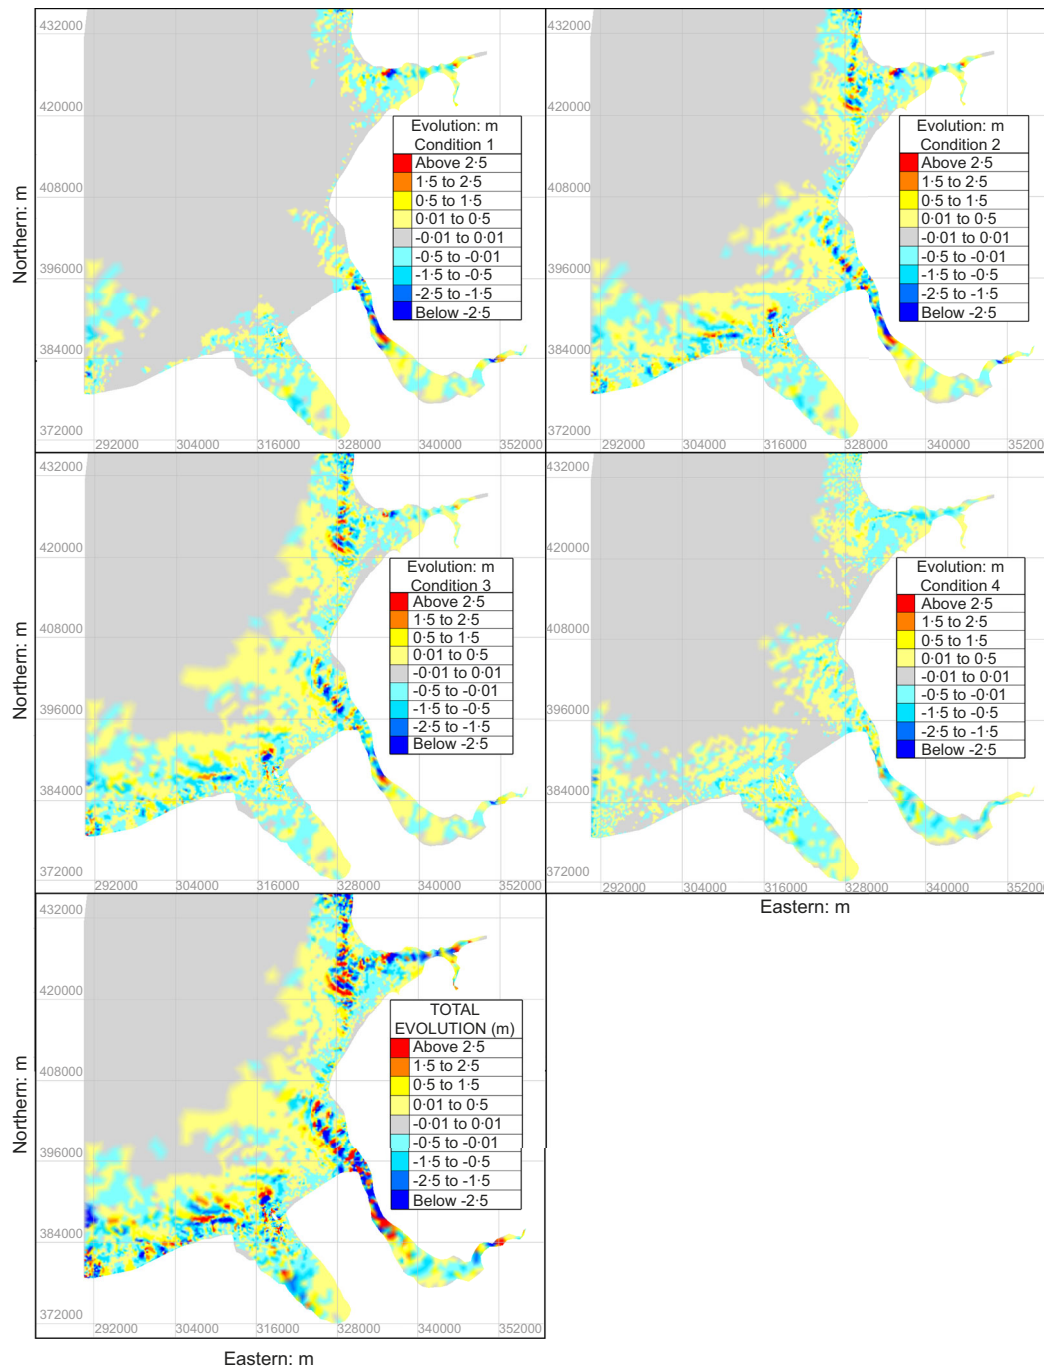 432000
420000
408000
396000
384000
372000
292000 304000 316000 328000 340000 352000
Northern: m
Evolution: m
Condition 1
Above 2·5
1·5 to 2·5
0·5 to 1·5
0·01 to 0·5
-0·01 to 0·01
-0·5 to -0·01
-1·5 to -0·5
-2·5 to -1·5
Below -2·5
432000
420000
408000
396000
384000
372000
292000 304000 316000 328000 340000 352000
Evolution: m
Condition 2
Above 2·5
1·5 to 2·5
0·5 to 1·5
0·01 to 0·5
-0·01 to 0·01
-0·5 to -0·01
-1·5 to -0·5
-2·5 to -1·5
Below -2·5
432000
420000
408000
396000
384000
372000
292000 304000 316000 328000 340000 352000
Northern: m
Evolution: m
Condition 3
Above 2·5
1·5 to 2·5
0·5 to 1·5
0·01 to 0·5
-0·01 to 0·01
-0·5 to -0·01
-1·5 to -0·5
-2·5 to -1·5
Below -2·5
432000
420000
408000
396000
384000
372000
292000 304000 316000 328000 340000 352000
Evolution: m
Condition 4
Above 2·5
1·5 to 2·5
0·5 to 1·5
0·01 to 0·5
-0·01 to 0·01
-0·5 to -0·01
-1·5 to -0·5
-2·5 to -1·5
Below -2·5
Eastern: m
432000
420000
408000
396000
384000
372000
292000 304000 316000 328000 340000 352000
Northern: m
TOTAL
EVOLUTION (m)
Above 2·5
1·5 to 2·5
0·5 to 1·5
0·01 to 0·5
-0·01 to 0·01
-0·5 to -0·01
-1·5 to -0·5
-2·5 to -1·5
Below -2·5
Eastern: m